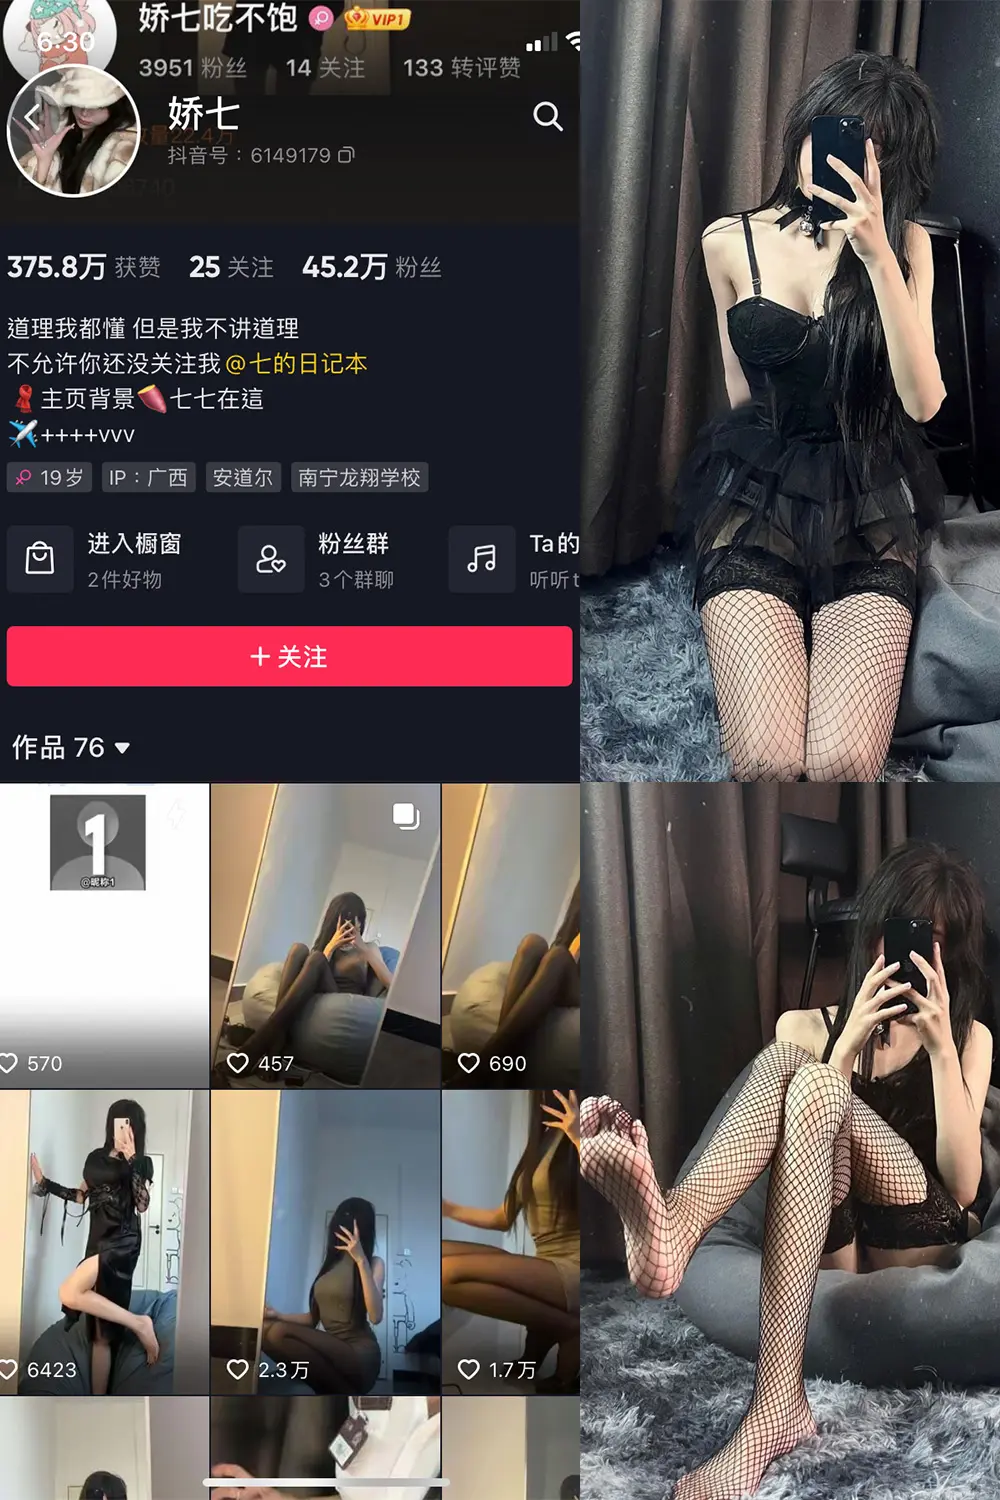 娇七吃不饱 VIP1
6:30
3951 粉丝 14 关注 133 转评赞
娇七
抖音号：6149179
375.8万 获赞 25 关注 45.2万 粉丝
道理我都懂 但是我不讲道理
不允许你还没关注我 @七的日记本
主页背景 七七在這
++++vvv
19岁 IP：广西 安道尔 南宁龙翔学校
进入橱窗 粉丝群 Ta的
2件好物 3个群聊 听听t
+ 关注
作品 76
1
@昵称1
570 457 690
6423 2.3万 1.7万